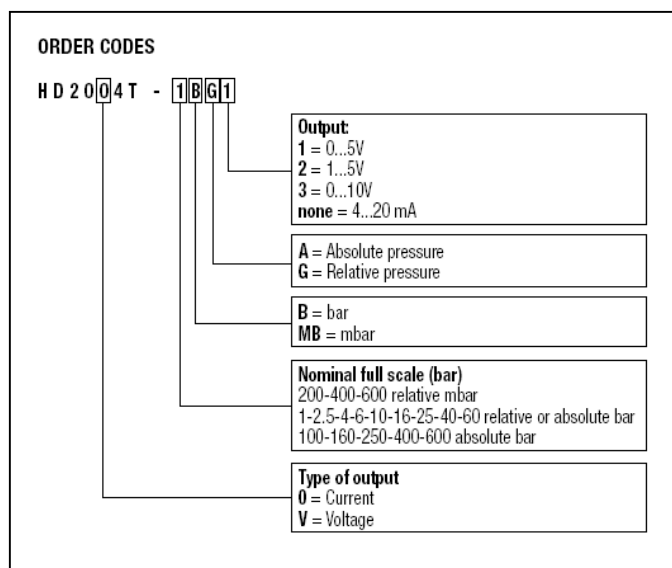 ORDER CODES
HD2004T - 1BG1
Output:
1 = 0...5V
2 = 1...5V
3 = 0...10V
none = 4...20 mA
A = Absolute pressure
G = Relative pressure
B = bar
MB = mbar
Nominal full scale (bar)
200-400-600 relative mbar
1-2.5-4-6-10-16-25-40-60 relative or absolute bar
100-160-250-400-600 absolute bar
Type of output
0 = Current
V = Voltage